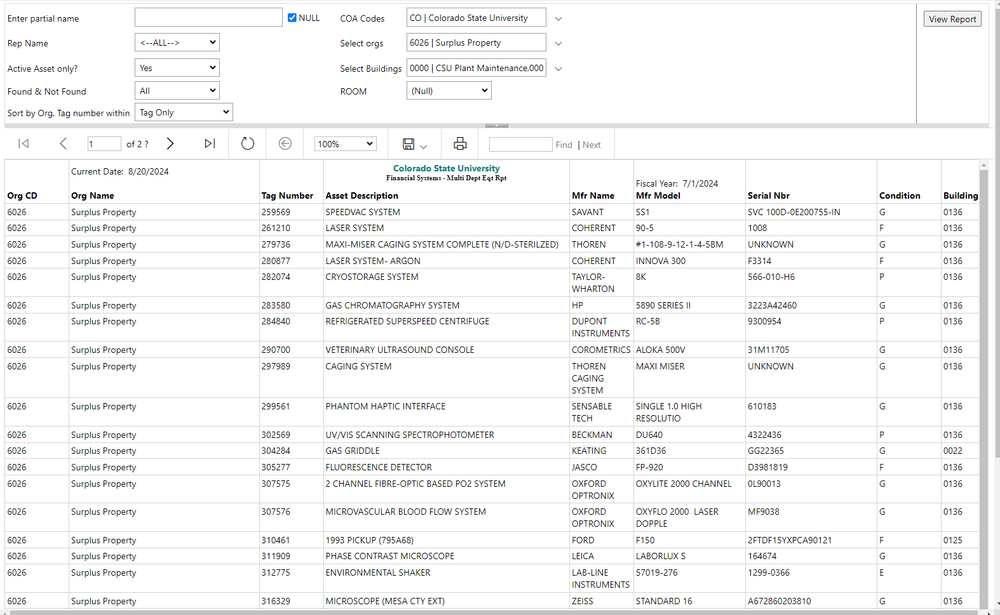 Enter partial name NULL COA Codes CO | Colorado State University View Report
Rep Name <--ALL--> Select orgs 6026 | Surplus Property
Active Asset only? Yes Select Buildings 0000 | CSU Plant Maintenance,000
Found & Not Found All ROOM (Null)
Sort by Org, Tag number within Tag Only
1 of 2 ? 100% Find | Next
Current Date: 8/20/2024 Colorado State University
Financial Systems - Multi Dept Eqt Rpt
Fiscal Year: 7/1/2024
Org CD Org Name Tag Number Asset Description Mfr Name Mfr Model Serial Nbr Condition Building
6026 Surplus Property 259569 SPEEDVAC SYSTEM SAVANT SS1 SVC 100D-0E200755-IN G 0136
6026 Surplus Property 261210 LASER SYSTEM COHERENT 90-5 1008 F 0136
6026 Surplus Property 279736 MAXI-MISER CAGING SYSTEM COMPLETE (N/D-STERILZED) THOREN #1-108-9-12-1-4-5BM UNKNOWN G 0136
6026 Surplus Property 280877 LASER SYSTEM- ARGON COHERENT INNOVA 300 F3314 F 0136
6026 Surplus Property 282074 CRYOSTORAGE SYSTEM TAYLOR- 8K 566-010-H6 P 0136
WHARTON
6026 Surplus Property 283580 GAS CHROMATOGRAPHY SYSTEM HP 5890 SERIES II 3223A42460 G 0136
6026 Surplus Property 284840 REFRIGERATED SUPERSPEED CENTRIFUGE DUPONT RC-5B 9300954 P 0136
INSTRUMENTS
6026 Surplus Property 290700 VETERINARY ULTRASOUND CONSOLE COROMETRICS ALOKA 500V 31M11705 G 0136
6026 Surplus Property 297989 CAGING SYSTEM THOREN MAXI MISER UNKNOWN G 0136
CAGING
SYSTEM
6026 Surplus Property 299561 PHANTOM HAPTIC INTERFACE SENSABLE SINGLE 1.0 HIGH 610183 G 0136
TECH RESOLUTIO
6026 Surplus Property 302569 UV/VIS SCANNING SPECTROPHOTOMETER BECKMAN DU640 4322436 P 0136
6026 Surplus Property 304284 GAS GRIDDLE KEATING 361D36 GG22365 G 0022
6026 Surplus Property 305277 FLUORESCENCE DETECTOR JASCO FP-920 D3981819 F 0136
6026 Surplus Property 307575 2 CHANNEL FIBRE-OPTIC BASED PO2 SYSTEM OXFORD OXYLITE 2000 CHANNEL 0L90013 G 0136
OPTRONIX
6026 Surplus Property 307576 MICROVASCULAR BLOOD FLOW SYSTEM OXFORD OXYFLO 2000 LASER MF9038 G 0136
OPTRONIX DOPPLE
6026 Surplus Property 310461 1993 PICKUP (795A68) FORD F150 2FTDF15YXPCA90121 F 0125
6026 Surplus Property 311909 PHASE CONTRAST MICROSCOPE LEICA LABORLUX S 164674 G 0136
6026 Surplus Property 312775 ENVIRONMENTAL SHAKER LAB-LINE 57019-276 1299-0366 E 0136
INSTRUMENTS
6026 Surplus Property 316329 MICROSCOPE (MESA CTY EXT) ZEISS STANDARD 16 A672860203810 G 0136